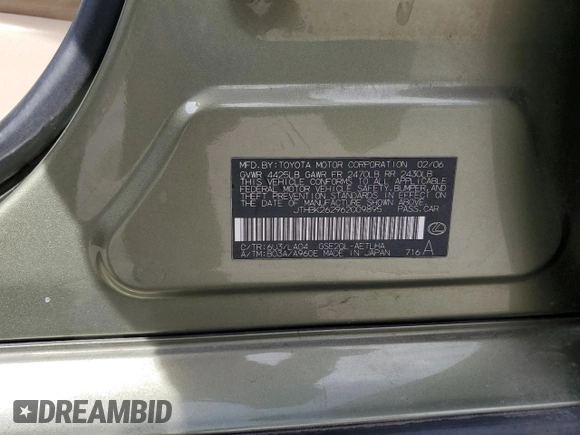 MFD.BY:TOYOTA MOTOR CORPORATION 02/06
GVWR 4425LB GAWR FR 2470LB RR 2430LB
THIS VEHICLE CONFORMS TO ALL APPLICABLE
FEDERAL MOTOR VEHICLE SAFETY, BUMPER, AND
THEFT PREVENTION STANDARDS IN EFFECT ON
THE DATE OF MANUFACTURE SHOWN ABOVE.
JTHBK262962009895 PASS.CAR
C/TR:6U3/LA04 GSE20L-AETLHA
A/TM:B03A/A960E MADE IN JAPAN 716 A
DREAMBID